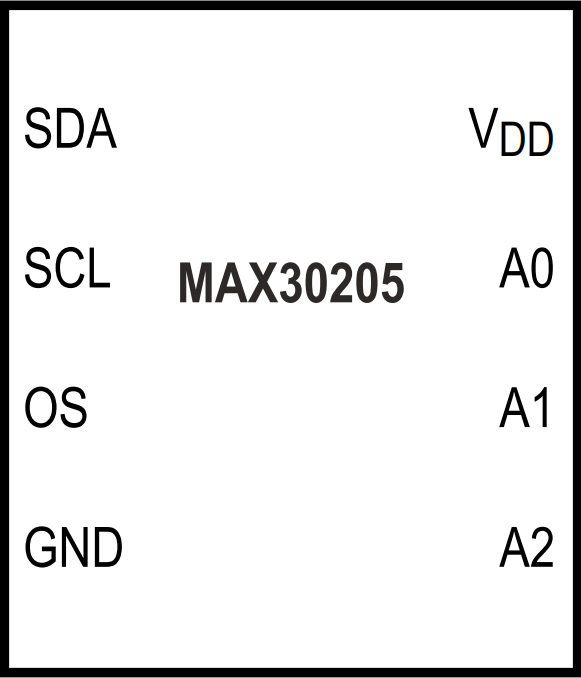 SDA VDD
SCL MAX30205 A0
OS A1
GND A2